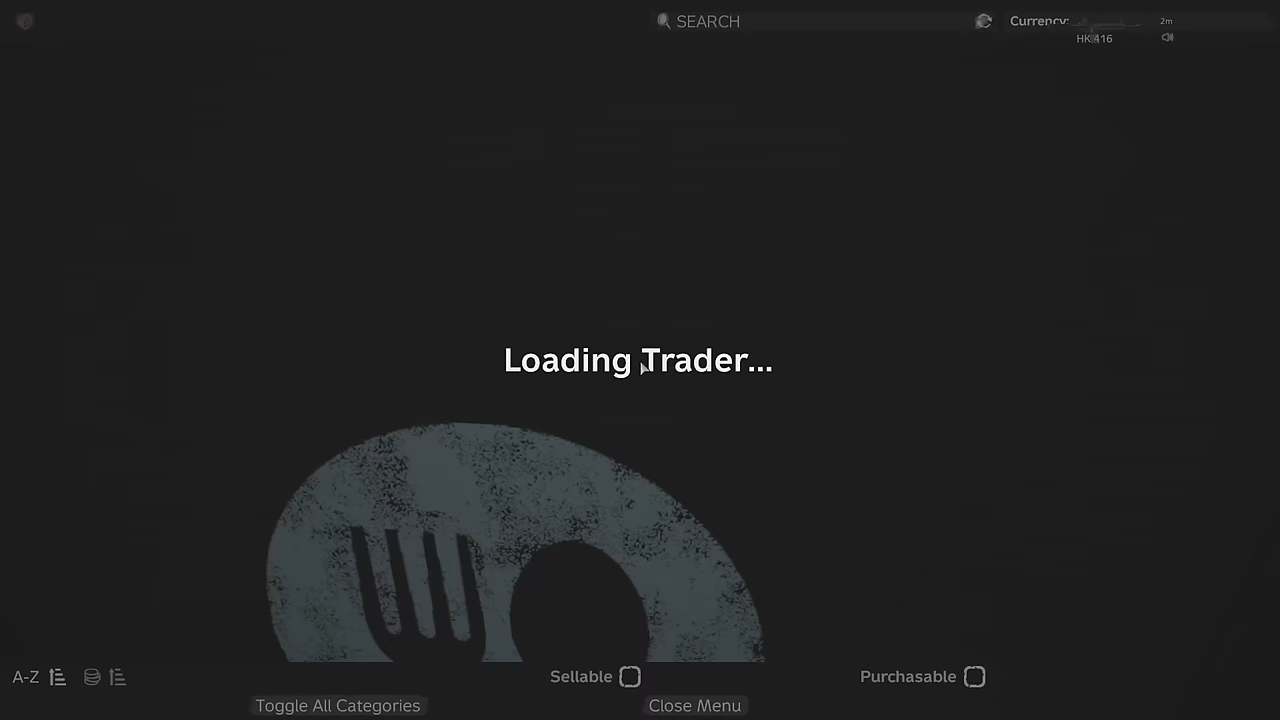 SEARCH
Currency:
2m
HK 416
Loading Trader...
A-Z
Sellable
Purchasable
Toggle All Categories
Close Menu